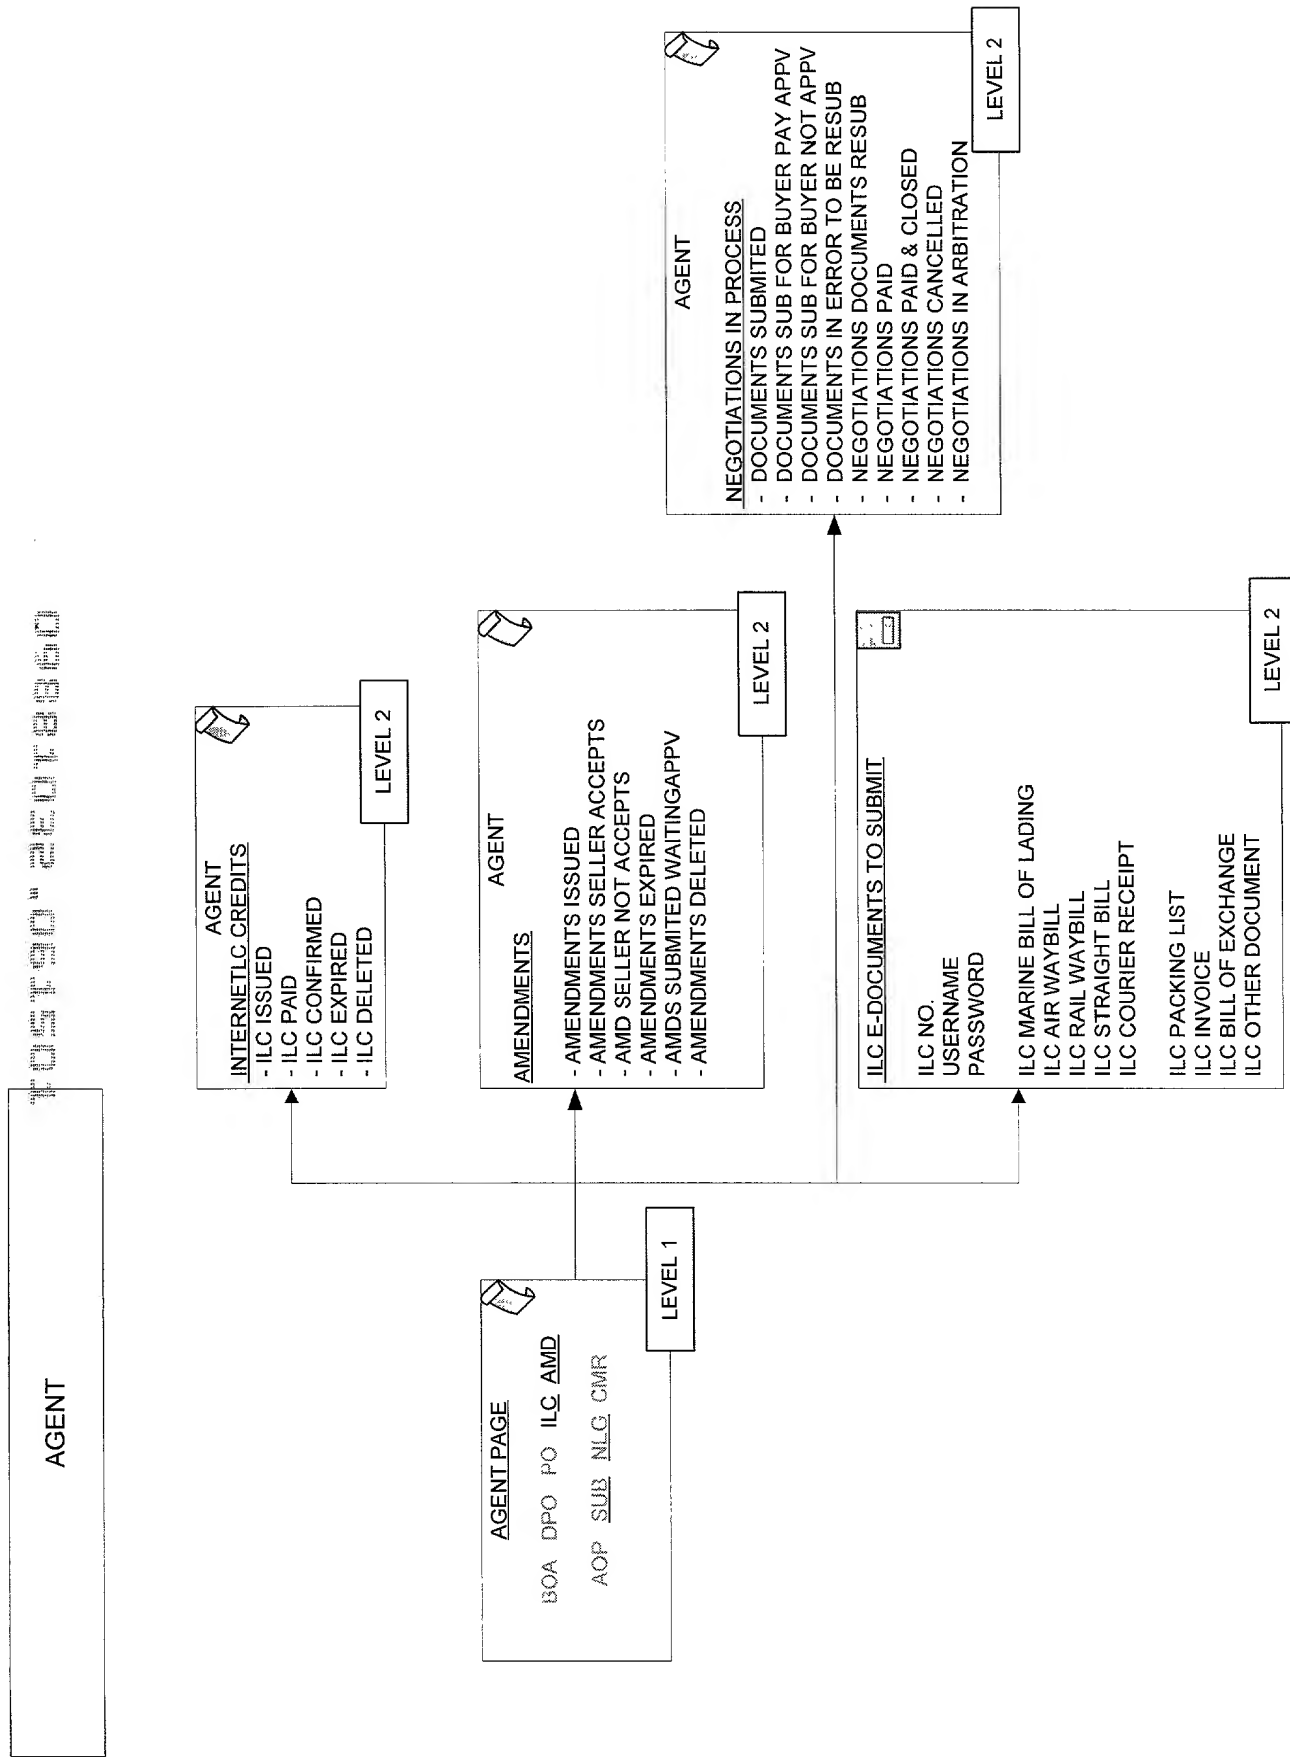 AGENT
AGENT PAGE
BOA DPO PO ILC AMD
AOP SUB NLG CMR
LEVEL 1
AGENT
INTERNETLC CREDITS
- ILC ISSUED
- ILC PAID
- ILC CONFIRMED
- ILC EXPIRED
- ILC DELETED
LEVEL 2
AGENT
AMENDMENTS
- AMENDMENTS ISSUED
- AMENDMENTS SELLER ACCEPTS
- AMD SELLER NOT ACCEPTS
- AMENDMENTS EXPIRED
- AMDS SUBMITED WAITINGAPPV
- AMENDMENTS DELETED
LEVEL 2
ILC E-DOCUMENTS TO SUBMIT
ILC NO.
USERNAME
PASSWORD
ILC MARINE BILL OF LADING
ILC AIR WAYBILL
ILC RAIL WAYBILL
ILC STRAIGHT BILL
ILC COURIER RECEIPT
ILC PACKING LIST
ILC INVOICE
ILC BILL OF EXCHANGE
ILC OTHER DOCUMENT
LEVEL 2
AGENT
NEGOTIATIONS IN PROCESS
- DOCUMENTS SUBMITED
- DOCUMENTS SUB FOR BUYER PAY APPV
- DOCUMENTS SUB FOR BUYER NOT APPV
- DOCUMENTS IN ERROR TO BE RESUB
- NEGOTIATIONS DOCUMENTS RESUB
- NEGOTIATIONS PAID
- NEGOTIATIONS PAID & CLOSED
- NEGOTIATIONS CANCELLED
- NEGOTIATIONS IN ARBITRATION
LEVEL 2